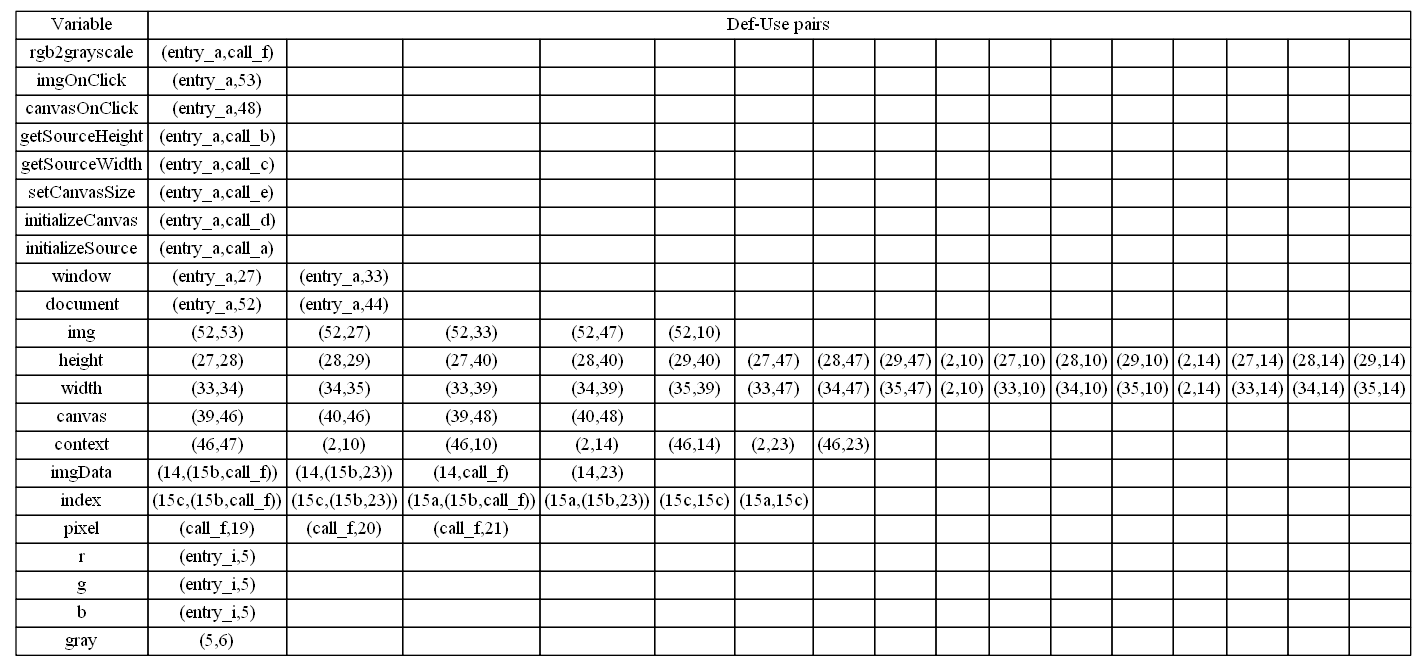 Variable Def-Use pairs
rgb2grayscale (entry_a,call_f)
imgOnClick (entry_a,53)
canvasOnClick (entry_a,48)
getSourceHeight (entry_a,call_b)
getSourceWidth (entry_a,call_c)
setCanvasSize (entry_a,call_e)
initializeCanvas (entry_a,call_d)
initializeSource (entry_a,call_a)
window (entry_a,27) (entry_a,33)
document (entry_a,52) (entry_a,44)
img (52,53) (52,27) (52,33) (52,47) (52,10)
height (27,28) (28,29) (27,40) (28,40) (29,40) (27,47) (28,47) (29,47) (2,10) (27,10) (28,10) (29,10) (2,14) (27,14) (28,14) (29,14)
width (33,34) (34,35) (33,39) (34,39) (35,39) (33,47) (34,47) (35,47) (2,10) (33,10) (34,10) (35,10) (2,14) (33,14) (34,14) (35,14)
canvas (39,46) (40,46) (39,48) (40,48)
context (46,47) (2,10) (46,10) (2,14) (46,14) (2,23) (46,23)
imgData (14,(15b,call_f)) (14,(15b,23)) (14,call_f) (14,23)
index (15c,(15b,call_f)) (15c,(15b,23)) (15a,(15b,call_f)) (15a,(15b,23)) (15c,15c) (15a,15c)
pixel (call_f,19) (call_f,20) (call_f,21)
r (entry_i,5)
g (entry_i,5)
b (entry_i,5)
gray (5,6)